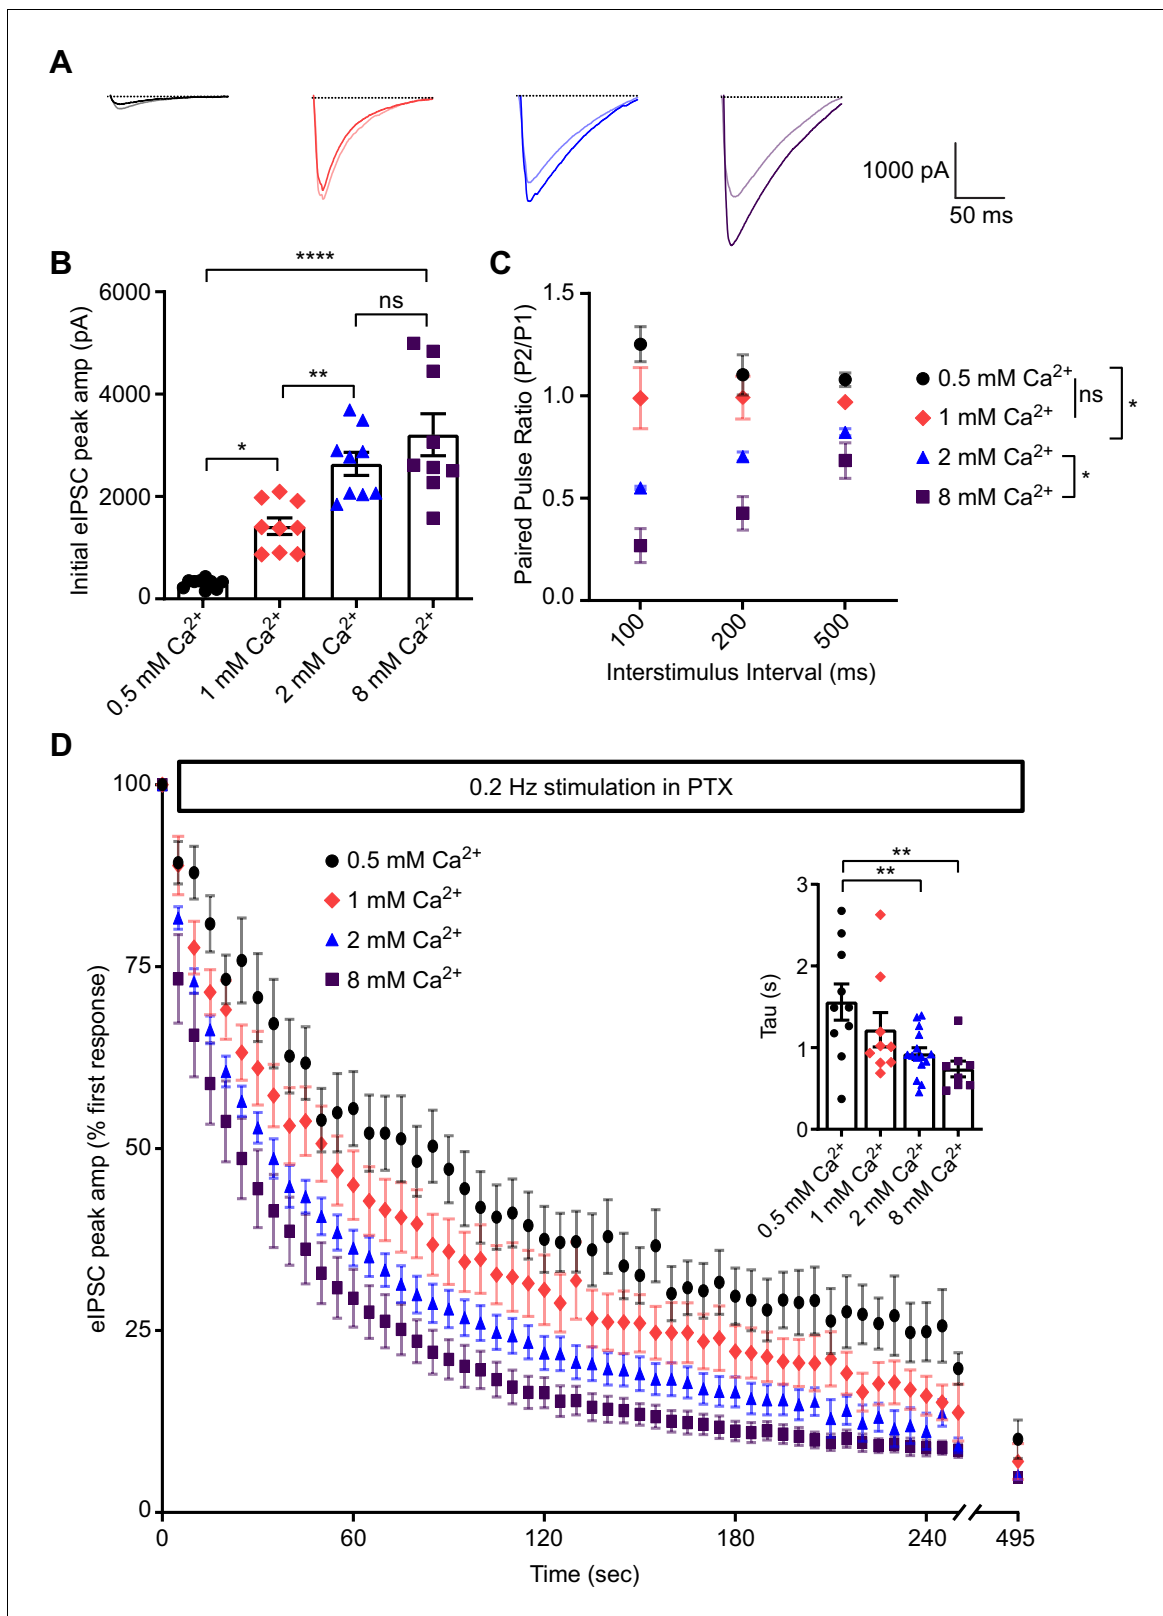 A
1000 pA
50 ms
B
****
ns
**
*
6000
4000
2000
0
Initial eIPSC peak amp (pA)
0.5 mM Ca²⁺
1 mM Ca²⁺
2 mM Ca²⁺
8 mM Ca²⁺
C
1.5
1.0
0.5
0.0
Paired Pulse Ratio (P2/P1)
100
200
500
Interstimulus Interval (ms)
0.5 mM Ca²⁺
1 mM Ca²⁺
2 mM Ca²⁺
8 mM Ca²⁺
ns
*
*
D
0.2 Hz stimulation in PTX
100
75
50
25
0
eIPSC peak amp (% first response)
0.5 mM Ca²⁺
1 mM Ca²⁺
2 mM Ca²⁺
8 mM Ca²⁺
**
**
3
2
1
0
Tau (s)
0.5 mM Ca²⁺
1 mM Ca²⁺
2 mM Ca²⁺
8 mM Ca²⁺
0
60
120
180
240
495
Time (sec)